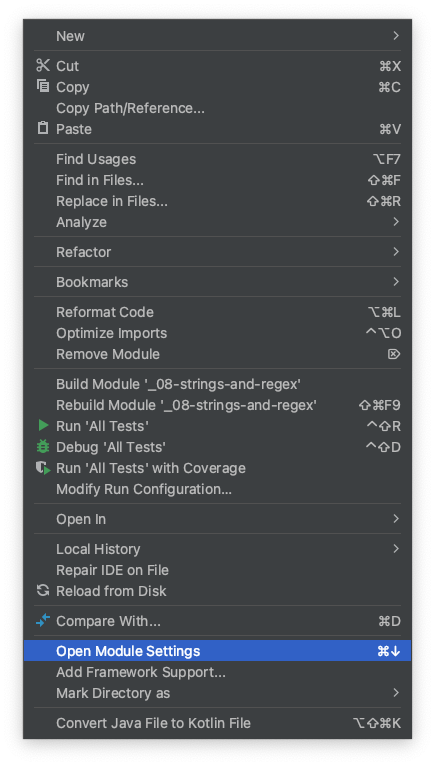 New
Cut ⌘X
Copy ⌘C
Copy Path/Reference...
Paste ⌘V
Find Usages ⌥F7
Find in Files... ⇧⌘F
Replace in Files... ⇧⌘R
Analyze
Refactor
Bookmarks
Reformat Code ⌥⌘L
Optimize Imports ^⌥O
Remove Module ⌦
Build Module '_08-strings-and-regex'
Rebuild Module '_08-strings-and-regex' ⇧⌘F9
Run 'All Tests' ^⇧R
Debug 'All Tests' ^⇧D
Run 'All Tests' with Coverage
Modify Run Configuration...
Open In
Local History
Repair IDE on File
Reload from Disk
Compare With... ⌘D
Open Module Settings ⌘↓
Add Framework Support...
Mark Directory as
Convert Java File to Kotlin File ⌥⇧⌘K